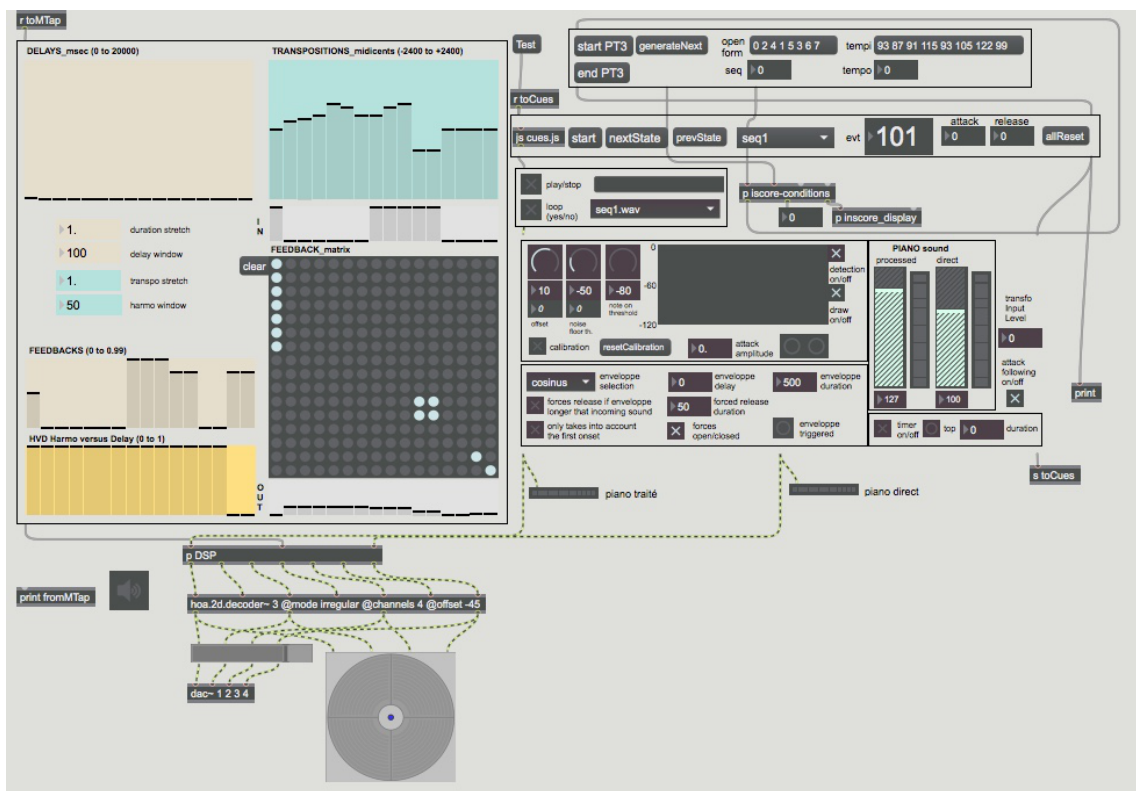 r toMTap
DELAYS_msec (0 to 20000)
TRANSPOSITIONS_midicents (-2400 to +2400)
1. duration stretch
100 delay window
1. transpo stretch
50 harmo window
I
N
FEEDBACK_matrix
clear
FEEDBACKS (0 to 0.99)
HVD Harmo versus Delay (0 to 1)
O
U
T
Test
r toCues
start PT3 generateNext open form 0 2 4 1 5 3 6 7 tempi 93 87 91 115 93 105 122 99
end PT3 seq 0 tempo 0
js cues.js start nextState prevState seq1 evt 101 attack 0 release 0 allReset
play/stop
loop (yes/no) seq1.wav
p iscore-conditions
0 p inscore_display
10 -50 -80
0 0 note on threshold
offset noise floor th.
0
-60
-120
detection on/off
draw on/off
calibration resetCalibration 0. attack amplitude
cosinus enveloppe selection 0 enveloppe delay 500 enveloppe duration
forces release if enveloppe longer that incoming sound 50 forced release duration
only takes into account the first onset forces open/closed enveloppe triggered
PIANO sound
processed direct
127 100
transfo Input Level
0
attack following on/off
timer on/off top 0 duration
print
s toCues
piano traité
piano direct
p DSP
print fromMTap
hoa.2d.decoder~ 3 @mode irregular @channels 4 @offset -45
dac~ 1 2 3 4